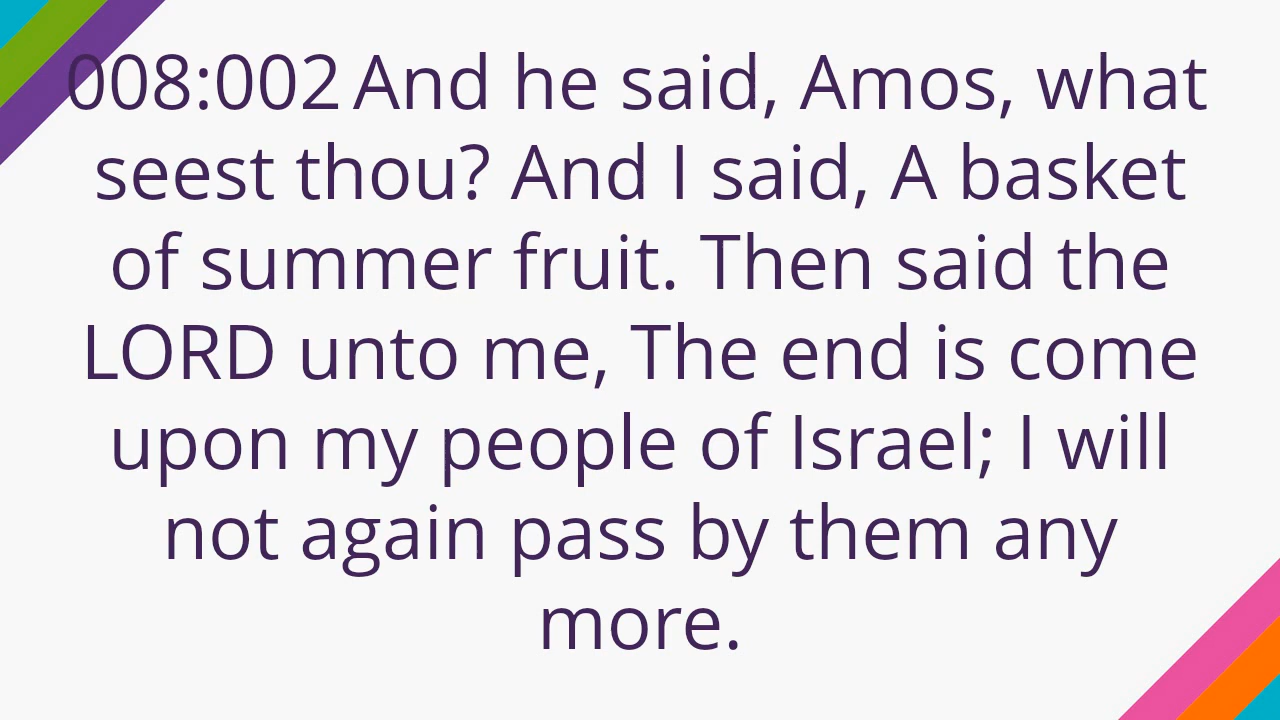 008:002 And he said, Amos, what
seest thou? And I said, A basket
of summer fruit. Then said the
LORD unto me, The end is come
upon my people of Israel; I will
not again pass by them any
more.